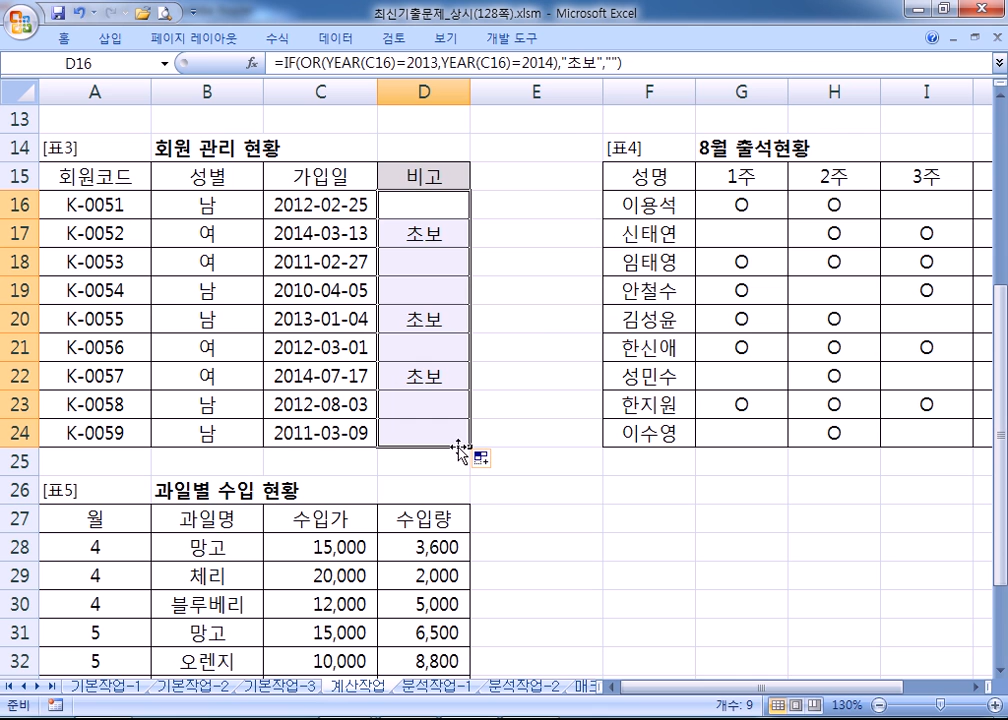 최신기출문제_상시(128쪽).xlsm - Microsoft Excel
홈 삽입 페이지 레이아웃 수식 데이터 검토 보기 개발 도구
D16 fx =IF(OR(YEAR(C16)=2013,YEAR(C16)=2014),"초보","")
A B C D E F G H I
13
14 [표3] 회원 관리 현황 [표4] 8월 출석현황
15 회원코드 성별 가입일 비고 성명 1주 2주 3주
16 K-0051 남 2012-02-25 이용석 O O
17 K-0052 여 2014-03-13 초보 신태연 O O
18 K-0053 여 2011-02-27 임태영 O O O
19 K-0054 남 2010-04-05 안철수 O O
20 K-0055 남 2013-01-04 초보 김성윤 O O
21 K-0056 여 2012-03-01 한신애 O O O
22 K-0057 여 2014-07-17 초보 성민수 O
23 K-0058 남 2012-08-03 한지원 O O O
24 K-0059 남 2011-03-09 이수영 O
25
26 [표5] 과일별 수입 현황
27 월 과일명 수입가 수입량
28 4 망고 15,000 3,600
29 4 체리 20,000 2,000
30 4 블루베리 12,000 5,000
31 5 망고 15,000 6,500
32 5 오렌지 10,000 8,800
기본작업-1 기본작업-2 기본작업-3 계산작업 분석작업-1 분석작업-2
준비 개수: 9 130%